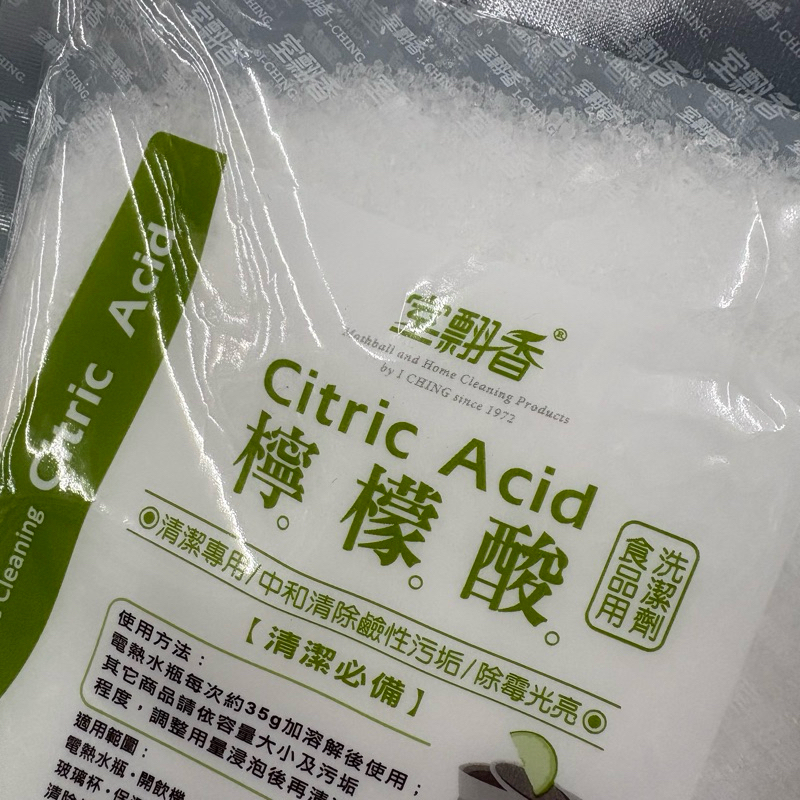 室飄香®
Mothball and Home Cleaning Products
by I CHING since 1972
Citric Acid
檸。檬。酸。
食品用
洗潔劑
清潔專用/中和清除鹼性污垢/除霉光亮
【清潔必備】
使用方法：
電熱水瓶每次約35g加溶解後使用；
其它商品請依容量大小及污垢
程度，調整用量浸泡後再清
適用範圍：
電熱水瓶・開飲機
玻璃杯・保
清除
Citric Acid
Cleaning
室飄香
I-CHING